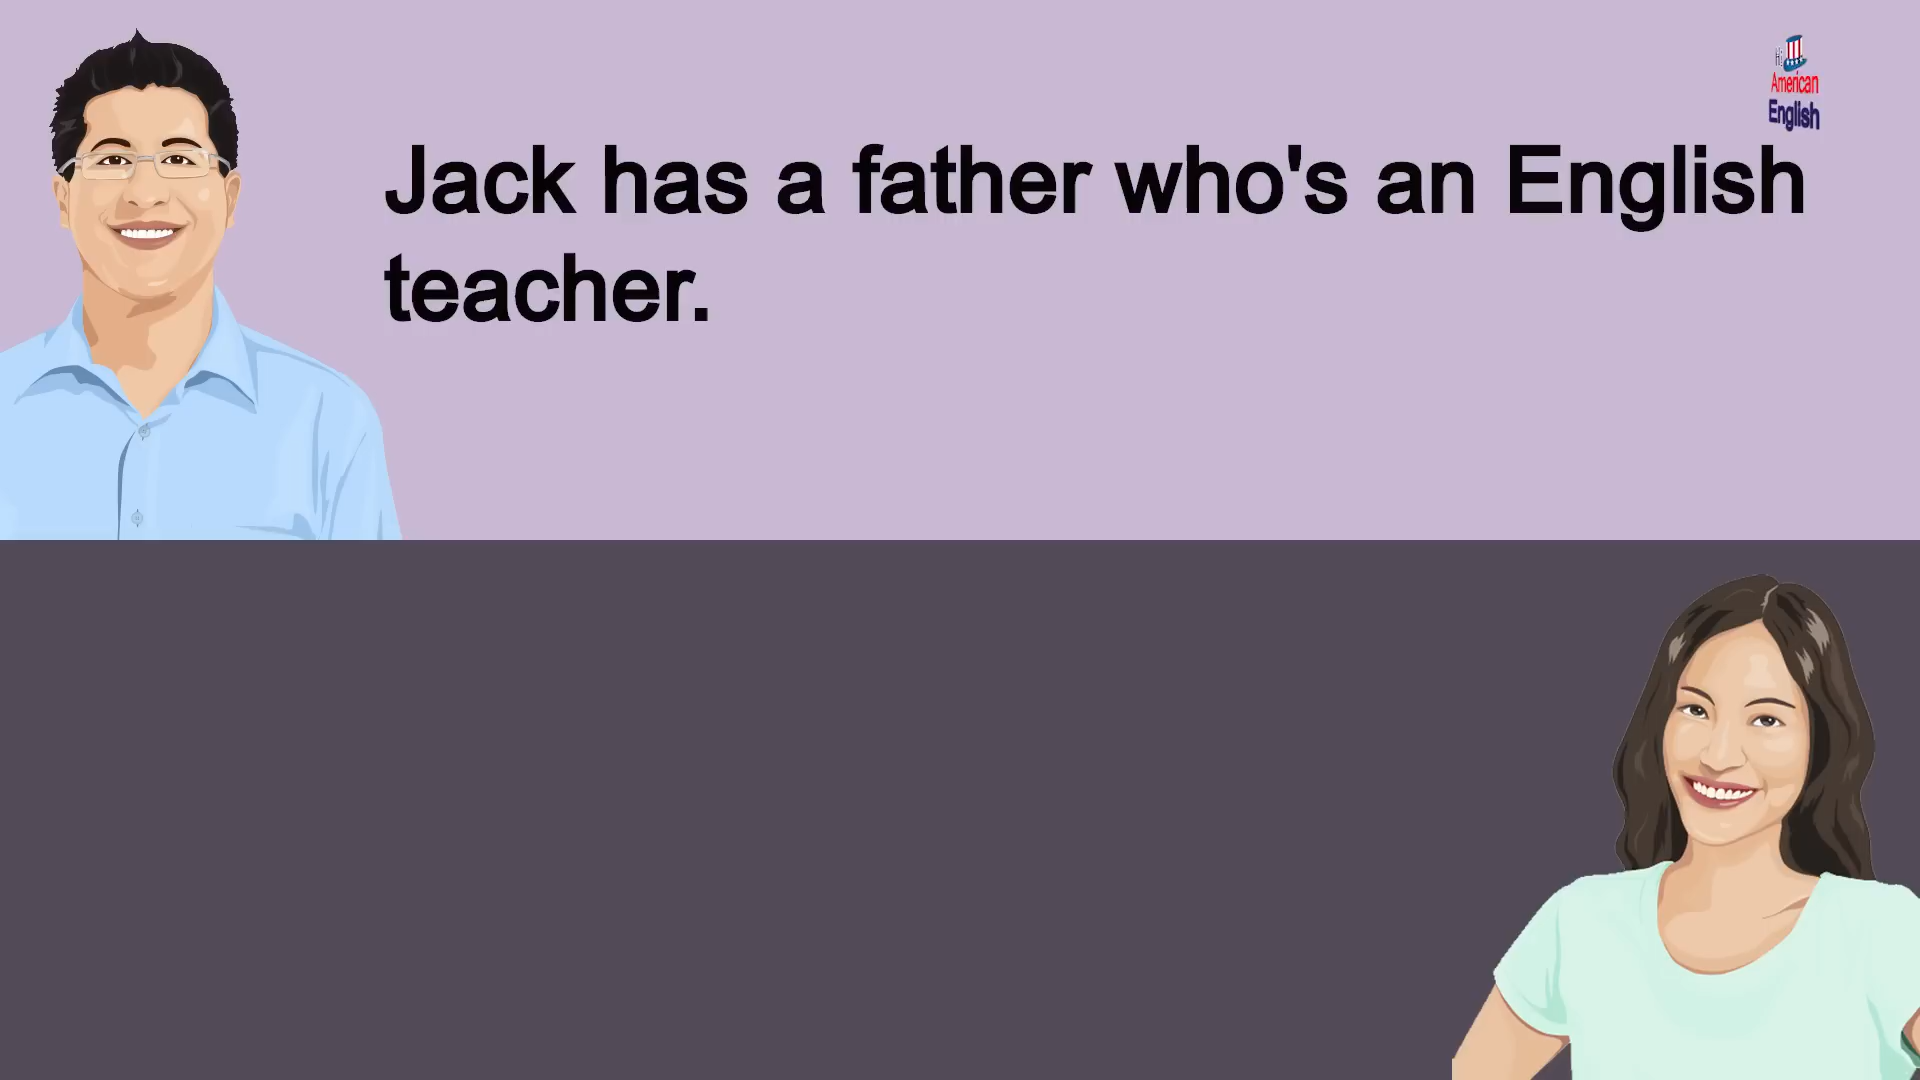 American
English
Jack has a father who's an English
teacher.